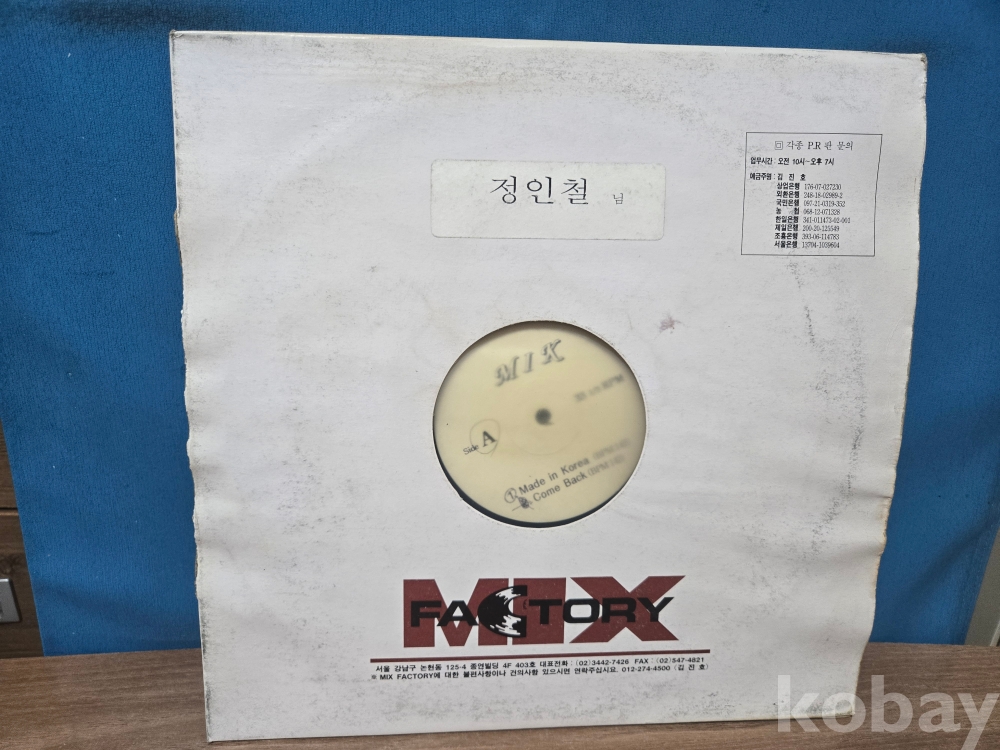 回 각종 P.R 판 문의
업무시간 : 오전 10시~오후 7시
예금주명 : 김 진 호
상업은행 176-07-027230
외환은행 248-18-02989-2
국민은행 097-21-0319-352
농 협 068-12-071328
한일은행 341-011473-02-001
제일은행 200-20-125549
조흥은행 393-06-114783
서울은행 13704-1039604
정인철 님
MIX
33 RPM
Side A
① Made in Korea
Come Back
MIX
FACTORY
서울 강남구 논현동 125-4 종연빌딩 4F 403호 대표전화 : (02)3442-7426 FAX : (02)547-4821
※ MIX FACTORY에 대한 불편사항이나 건의사항 있으시면 연락주십시요. 012-274-4500 (김 진 호)
kobay